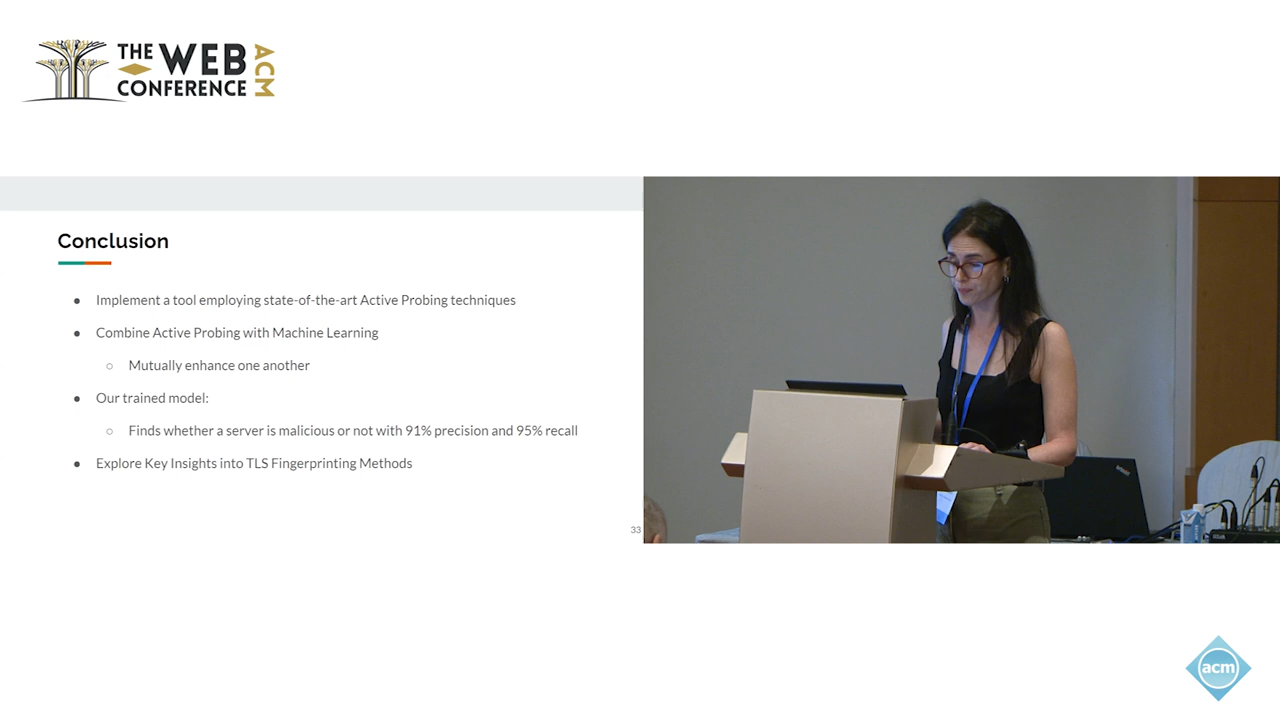 THE WEB
CONFERENCE
ACM
Conclusion
● Implement a tool employing state-of-the-art Active Probing techniques
● Combine Active Probing with Machine Learning
○ Mutually enhance one another
● Our trained model:
○ Finds whether a server is malicious or not with 91% precision and 95% recall
● Explore Key Insights into TLS Fingerprinting Methods
33
acm